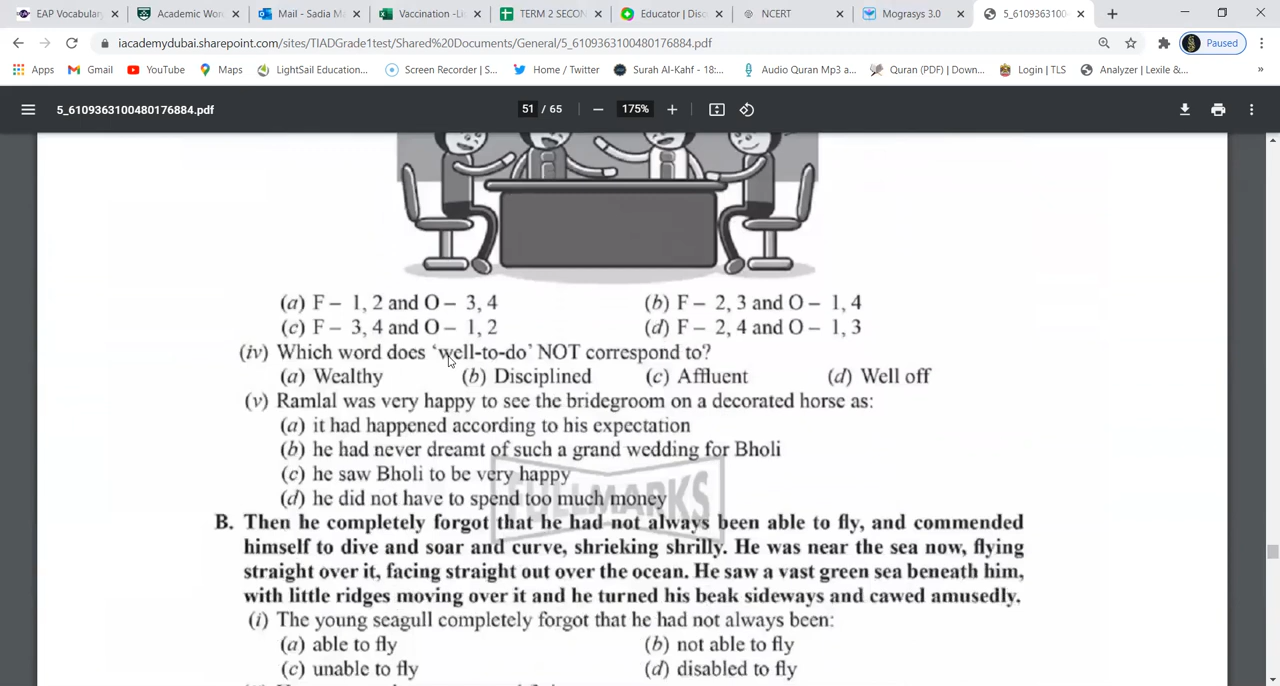 EAP Vocabulary
Academic Wor
Mail - Sadia M
Vaccination -Li
TERM 2 SECON
Educator | Disc
NCERT
Mograsys 3.0
5_6109363100
iacademydubai.sharepoint.com/sites/TIADGrade1test/Shared%20Documents/General/5_6109363100480176884.pdf
Paused
Apps
Gmail
YouTube
Maps
LightSail Education...
Screen Recorder | S...
Home / Twitter
Surah Al-Kahf - 18:...
Audio Quran Mp3 a...
Quran (PDF) | Down...
Login | TLS
Analyzer | Lexile &...
»
5_6109363100480176884.pdf
51 / 65
175%
(a) F – 1, 2 and O – 3, 4
(b) F – 2, 3 and O – 1, 4
(c) F – 3, 4 and O – 1, 2
(d) F – 2, 4 and O – 1, 3
(iv) Which word does ‘well-to-do’ NOT correspond to?
(a) Wealthy (b) Disciplined (c) Affluent (d) Well off
(v) Ramlal was very happy to see the bridegroom on a decorated horse as:
(a) it had happened according to his expectation
(b) he had never dreamt of such a grand wedding for Bholi
(c) he saw Bholi to be very happy
(d) he did not have to spend too much money
FULLMARKS
B. Then he completely forgot that he had not always been able to fly, and commended
himself to dive and soar and curve, shrieking shrilly. He was near the sea now, flying
straight over it, facing straight out over the ocean. He saw a vast green sea beneath him,
with little ridges moving over it and he turned his beak sideways and cawed amusedly.
(i) The young seagull completely forgot that he had not always been:
(a) able to fly
(b) not able to fly
(c) unable to fly
(d) disabled to fly